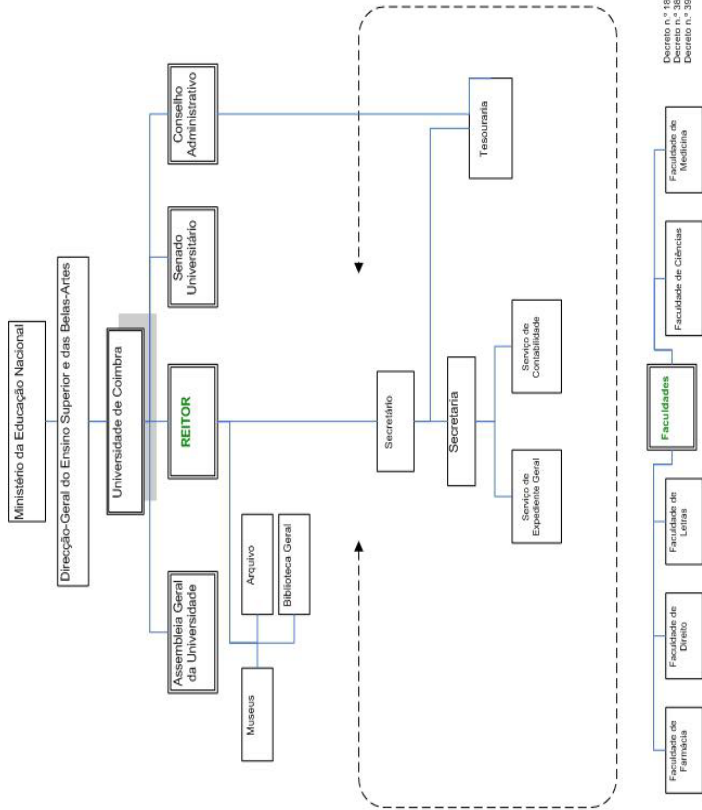 Ministério da Educação Nacional
Direcção-Geral do Ensino Superior e das Belas-Artes
Universidade de Coimbra
Assembleia Geral
da Universidade
REITOR
Senado
Universitário
Conselho
Administrativo
Museus
Arquivo
Biblioteca Geral
Secretário
Secretaria
Tesouraria
Serviço de
Expediente Geral
Serviço de
Contabilidade
Faculdades
Faculdade de
Farmácia
Faculdade de
Direito
Faculdade de
Letras
Faculdade de Ciências
Faculdade de
Medicina
Decreto n.º 18
Decreto n.º 38
Decreto n.º 39